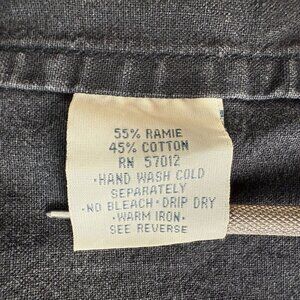 55% RAMIE
45% COTTON
RN 57012
·HAND WASH COLD
SEPARATELY
·NO BLEACH·DRIP DRY
·WARM IRON·
SEE REVERSE